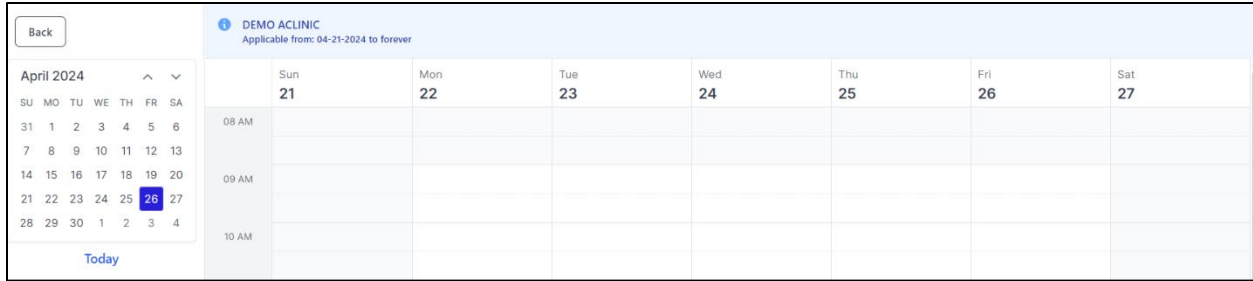 Back
DEMO ACLINIC
Applicable from: 04-21-2024 to forever
April 2024
SU MO TU WE TH FR SA
31 1 2 3 4 5 6
7 8 9 10 11 12 13
14 15 16 17 18 19 20
21 22 23 24 25 26 27
28 29 30 1 2 3 4
Today
Sun Mon Tue Wed Thu Fri Sat
21 22 23 24 25 26 27
08 AM
09 AM
10 AM